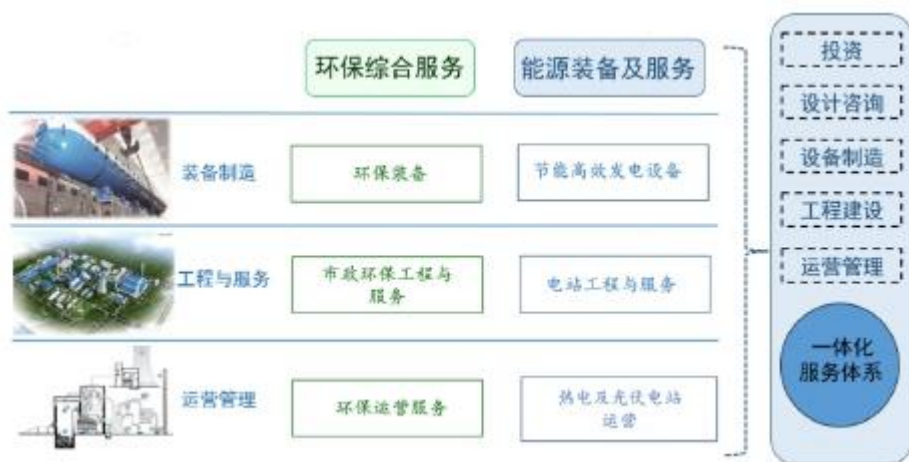 环保综合服务
能源装备及服务
投资
设计咨询
设备制造
工程建设
运营管理
一体化
服务体系
装备制造
环保装备
节能高效发电设备
工程与服务
市政环保工程与
服务
电站工程与服务
运营管理
环保运营服务
热电及光伏电站
运营